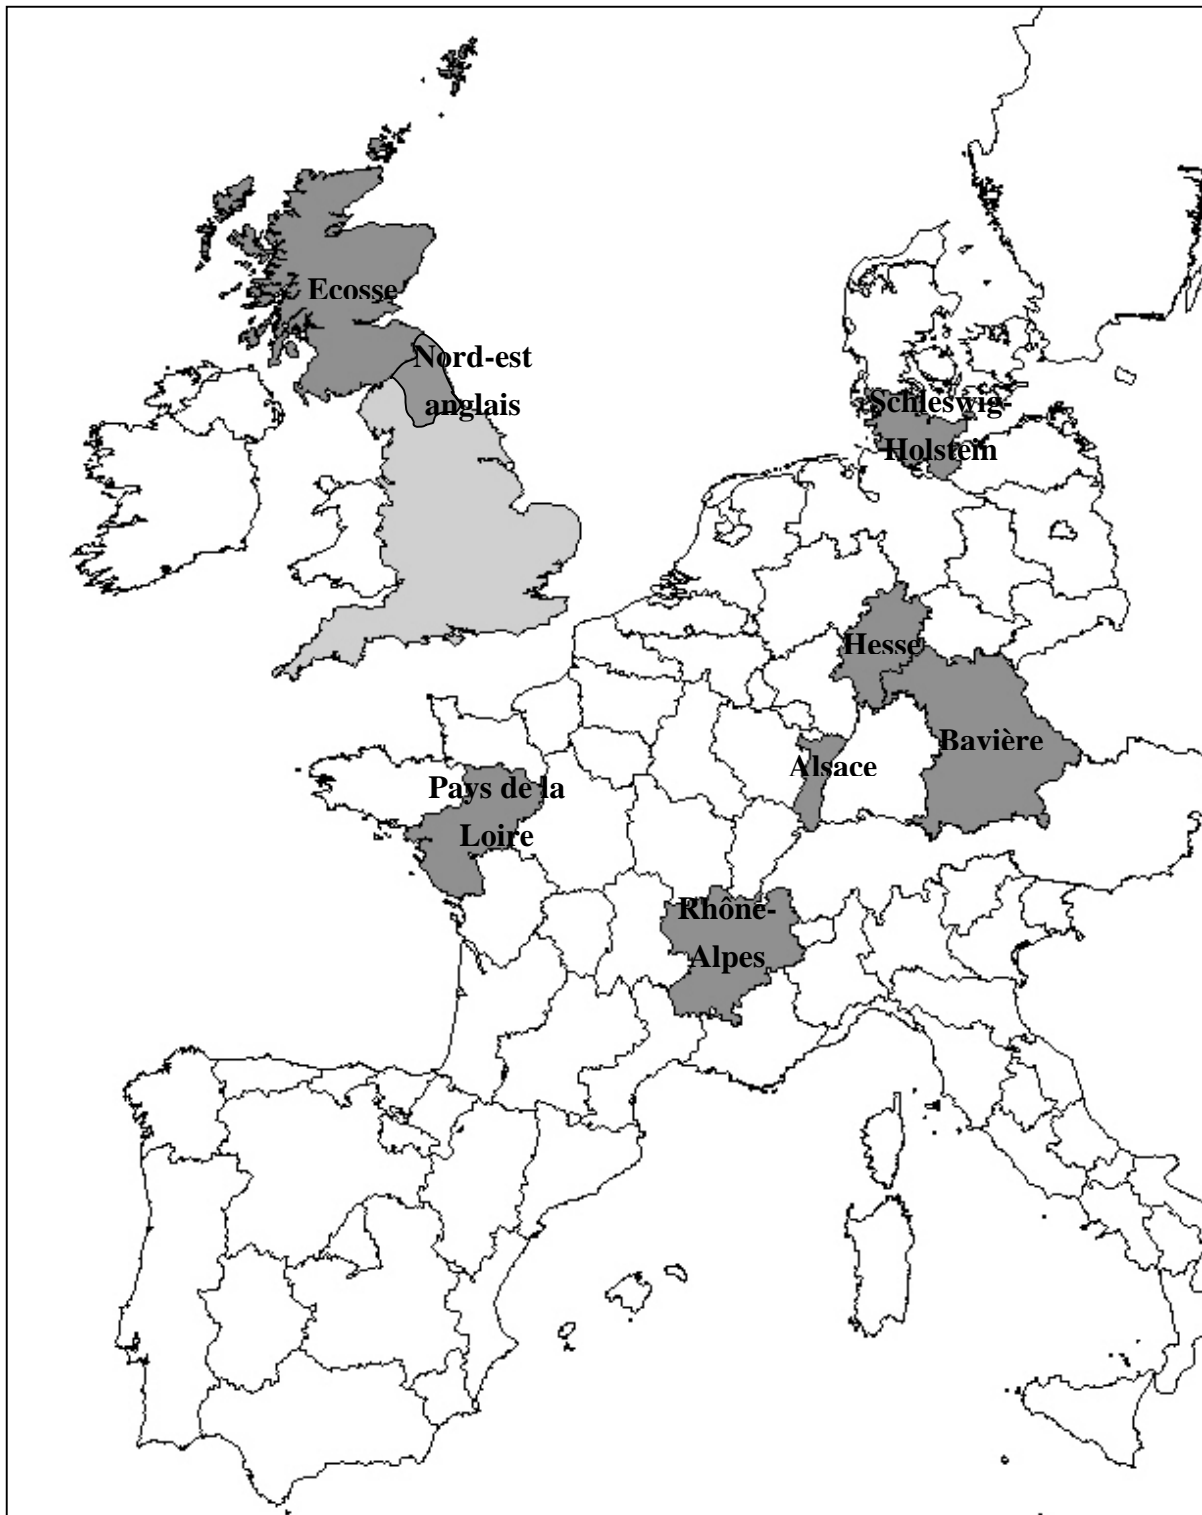 Ecosse
Nord-est
anglais
Schleswig-
Holstein
Hesse
Bavière
Alsace
Pays de la
Loire
Rhône-
Alpes